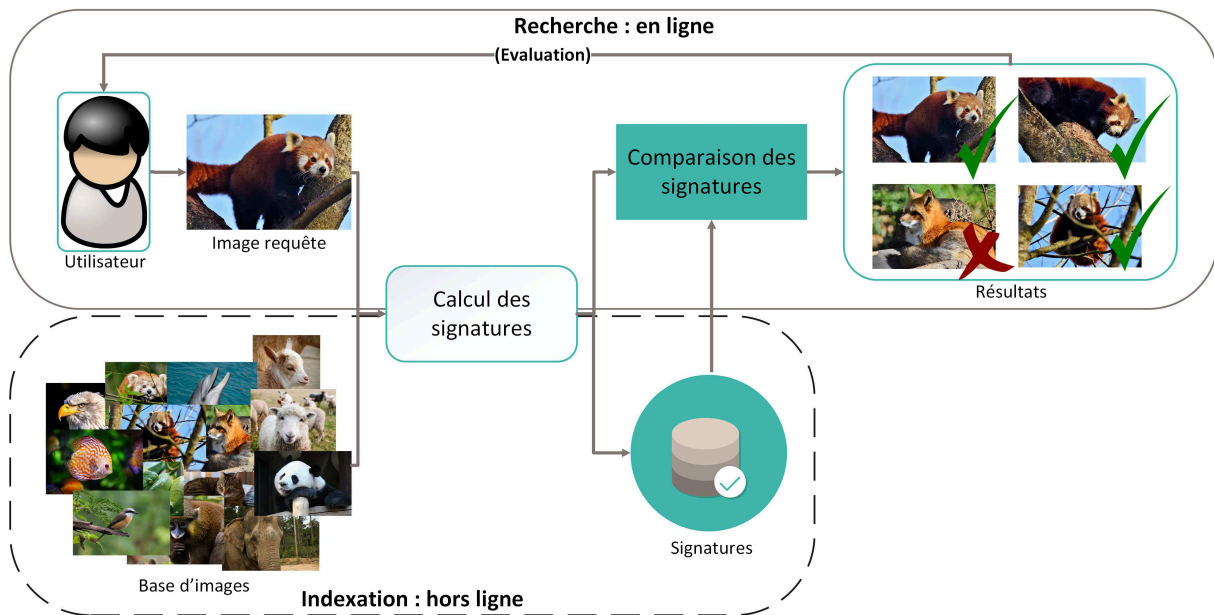 Recherche : en ligne
(Evaluation)
Utilisateur
Image requête
Comparaison des
signatures
Résultats
Calcul des
signatures
Signatures
Base d'images
Indexation : hors ligne